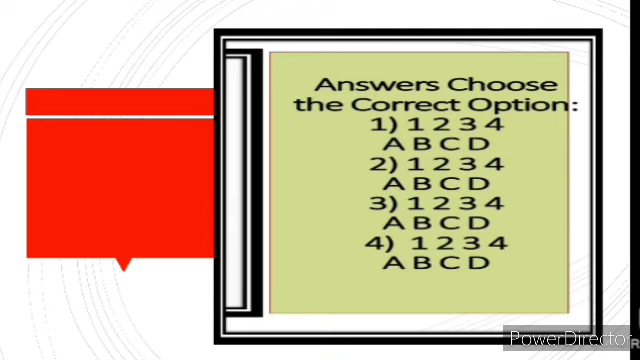 Answers Choose
the Correct Option:
1) 1 2 3 4
A B C D
2) 1 2 3 4
A B C D
3) 1 2 3 4
A B C D
4) 1 2 3 4
A B C D
PowerDirector